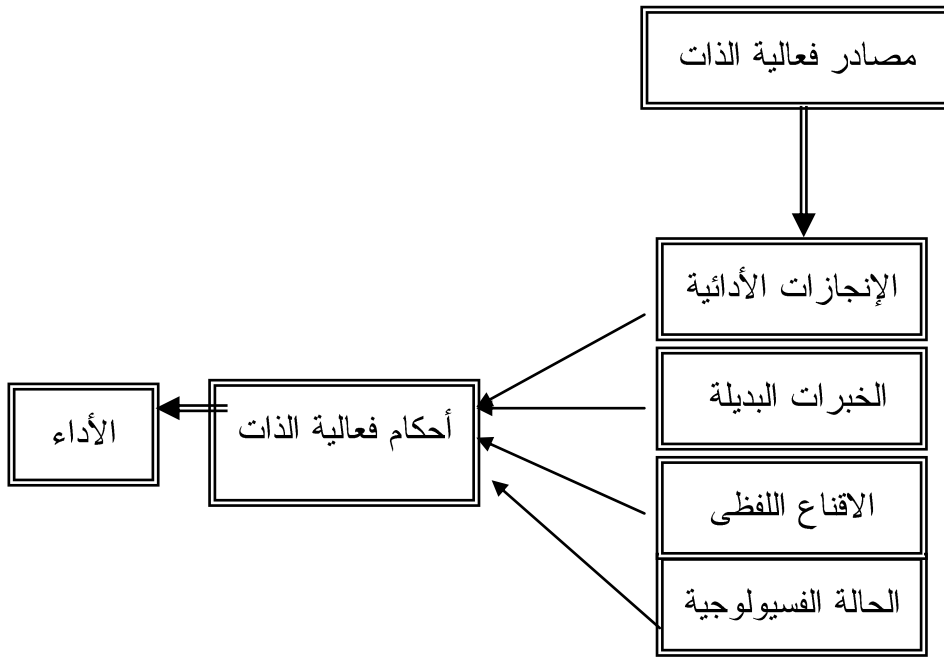 مصادر فعالية الذات
الإنجازات الأدائية
الخبرات البديلة
الاقناع اللفظى
الحالة الفسيولوجية
أحكام فعالية الذات
الأداء